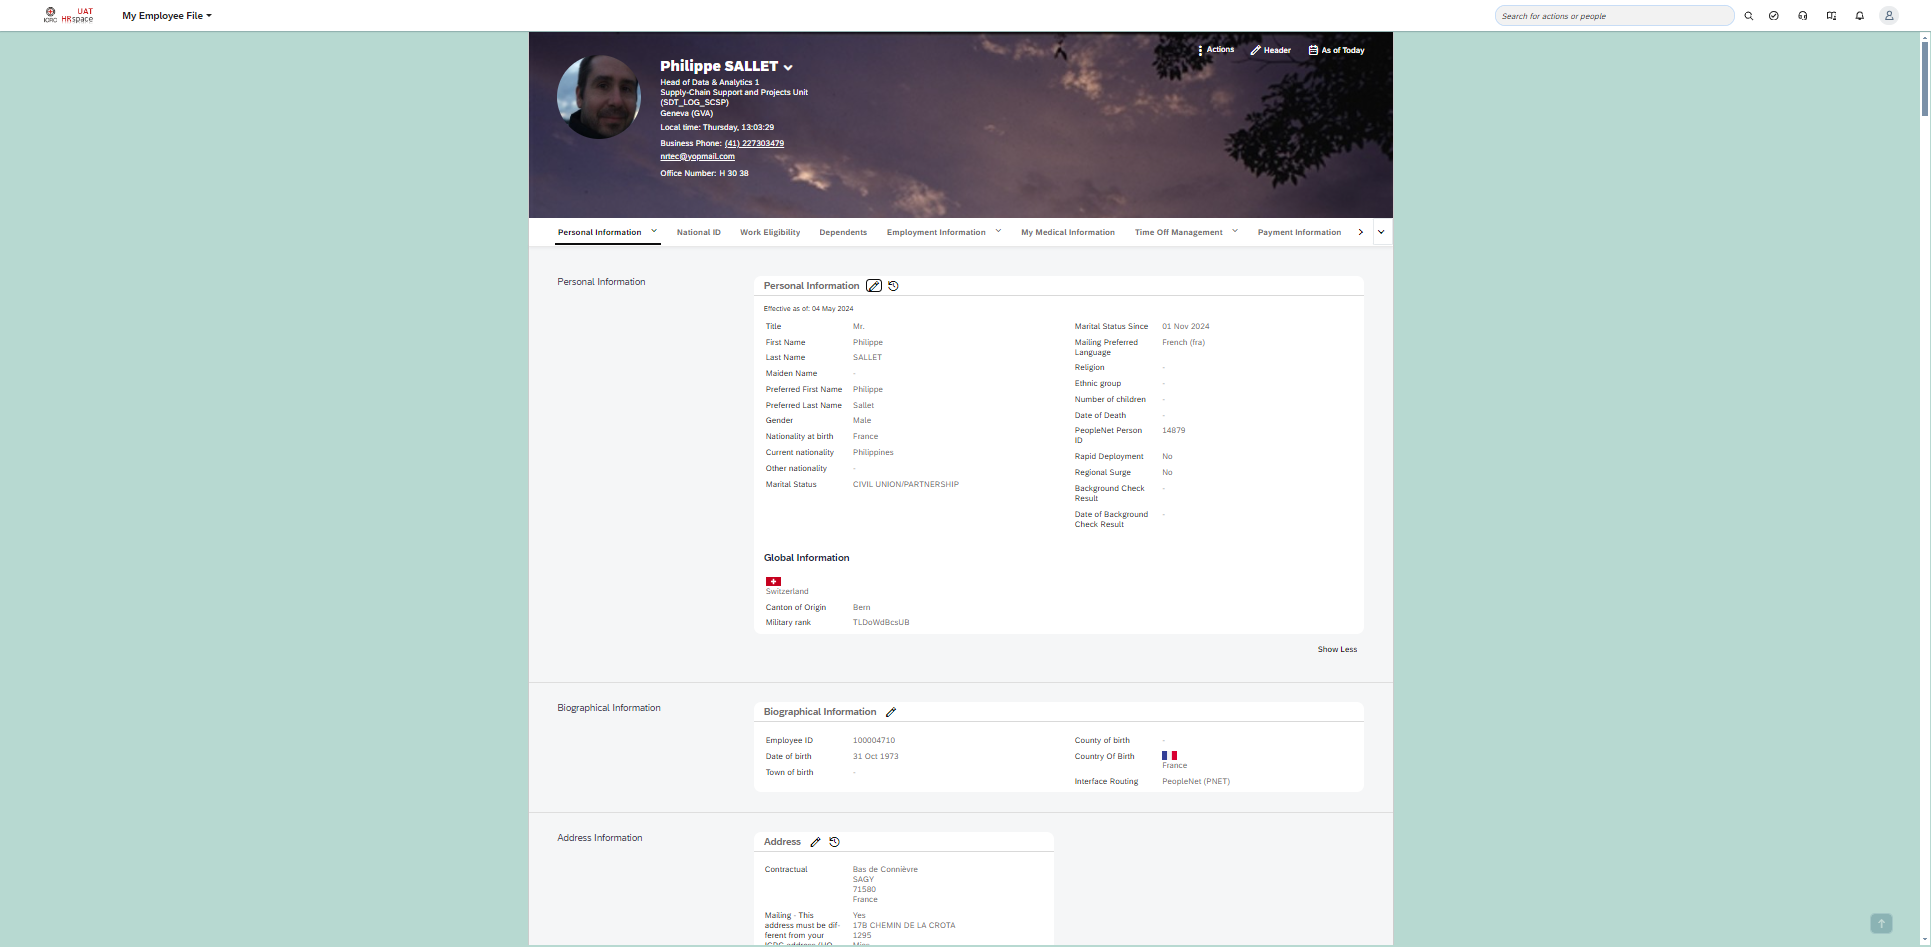 ICRC
UAT
HRspace
My Employee File
Search for actions or people
Actions
Header
As of Today
Philippe SALLET
Head of Data & Analytics 1
Supply-Chain Support and Projects Unit
(SDT_LOG_SCSP)
Geneva (GVA)
Local time: Thursday, 13:03:29
Business Phone: (41) 227303479
nrtec@yopmail.com
Office Number: H 30 38
Personal Information
National ID
Work Eligibility
Dependents
Employment Information
My Medical Information
Time Off Management
Payment Information
Personal Information
Personal Information
Effective as of: 04 May 2024
Title Mr.
First Name Philippe
Last Name SALLET
Maiden Name -
Preferred First Name Philippe
Preferred Last Name Sallet
Gender Male
Nationality at birth France
Current nationality Philippines
Other nationality -
Marital Status CIVIL UNION/PARTNERSHIP
Marital Status Since 01 Nov 2024
Mailing Preferred French (fra)
Language
Religion -
Ethnic group -
Number of children -
Date of Death -
PeopleNet Person 14879
ID
Rapid Deployment No
Regional Surge No
Background Check -
Result
Date of Background -
Check Result
Global Information
Switzerland
Canton of Origin Bern
Military rank TLDoWdBcsUB
Show Less
Biographical Information
Biographical Information
Employee ID 100004710
Date of birth 31 Oct 1973
Town of birth -
County of birth -
Country Of Birth
France
Interface Routing PeopleNet (PNET)
Address Information
Address
Contractual Bas de Connièvre
SAGY
71580
France
Mailing - This Yes
address must be dif- 17B CHEMIN DE LA CROTA
ferent from your 1295